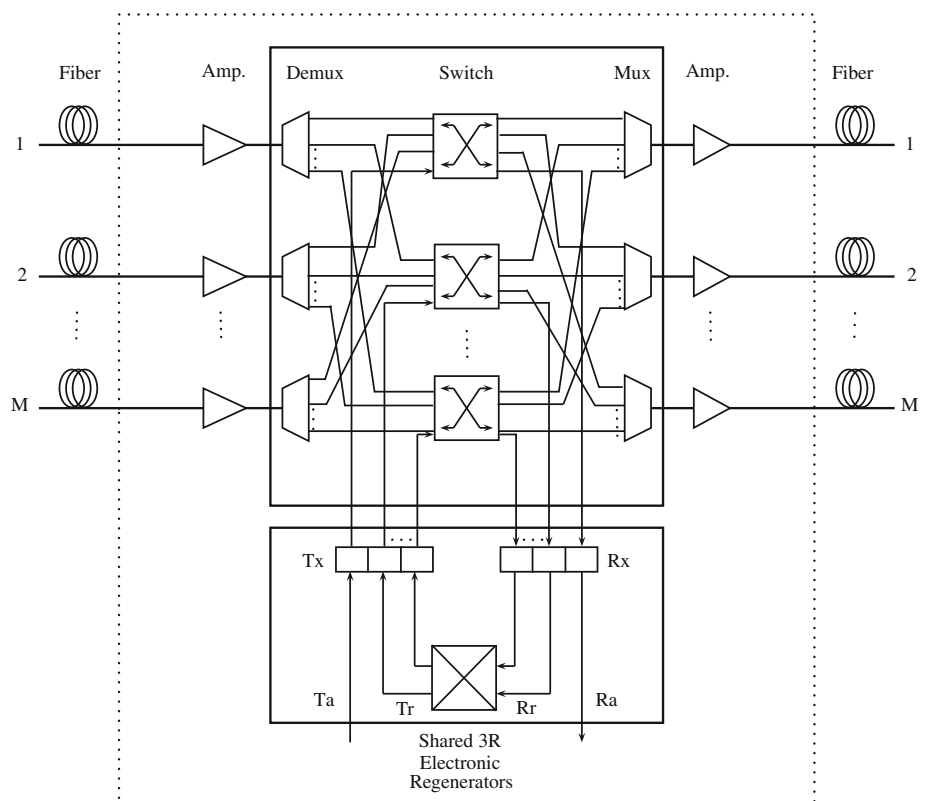 Fiber Amp. Demux Switch Mux Amp. Fiber
1 1
2 2
M M
Tx Rx
Ta Tr Rr Ra
Shared 3R
Electronic
Regenerators